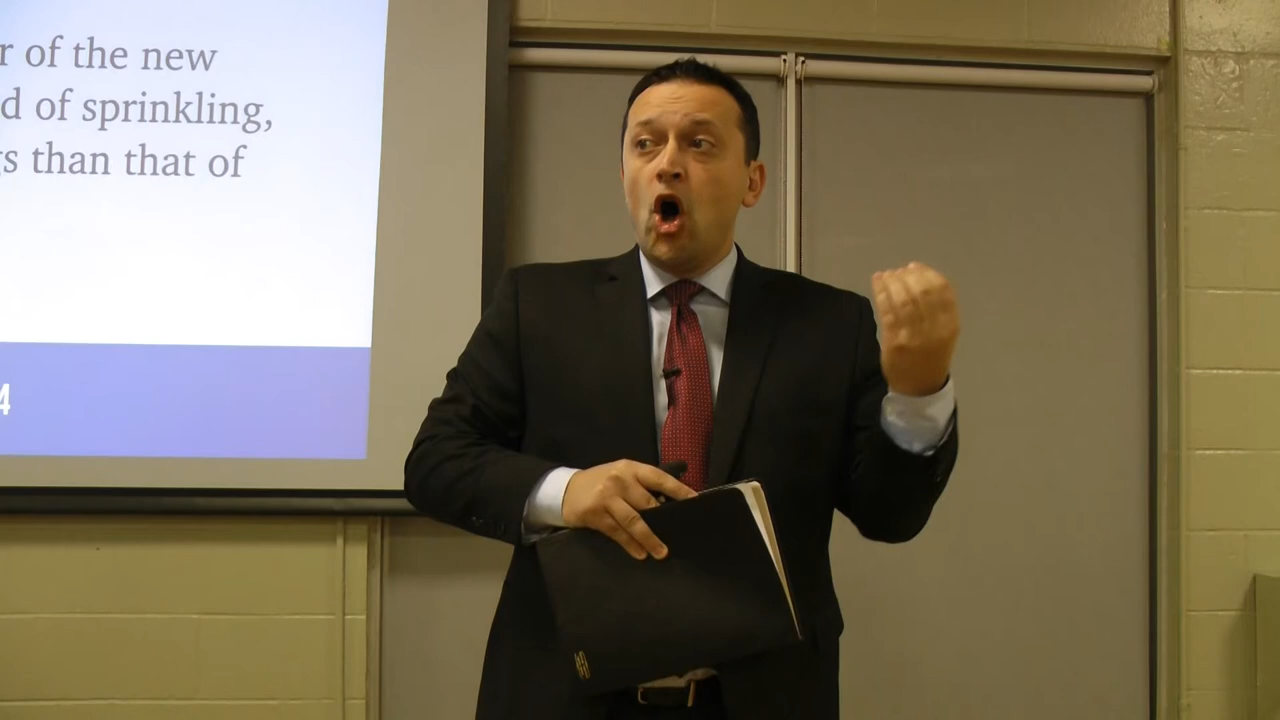 r of the new
d of sprinkling,
s than that of
4